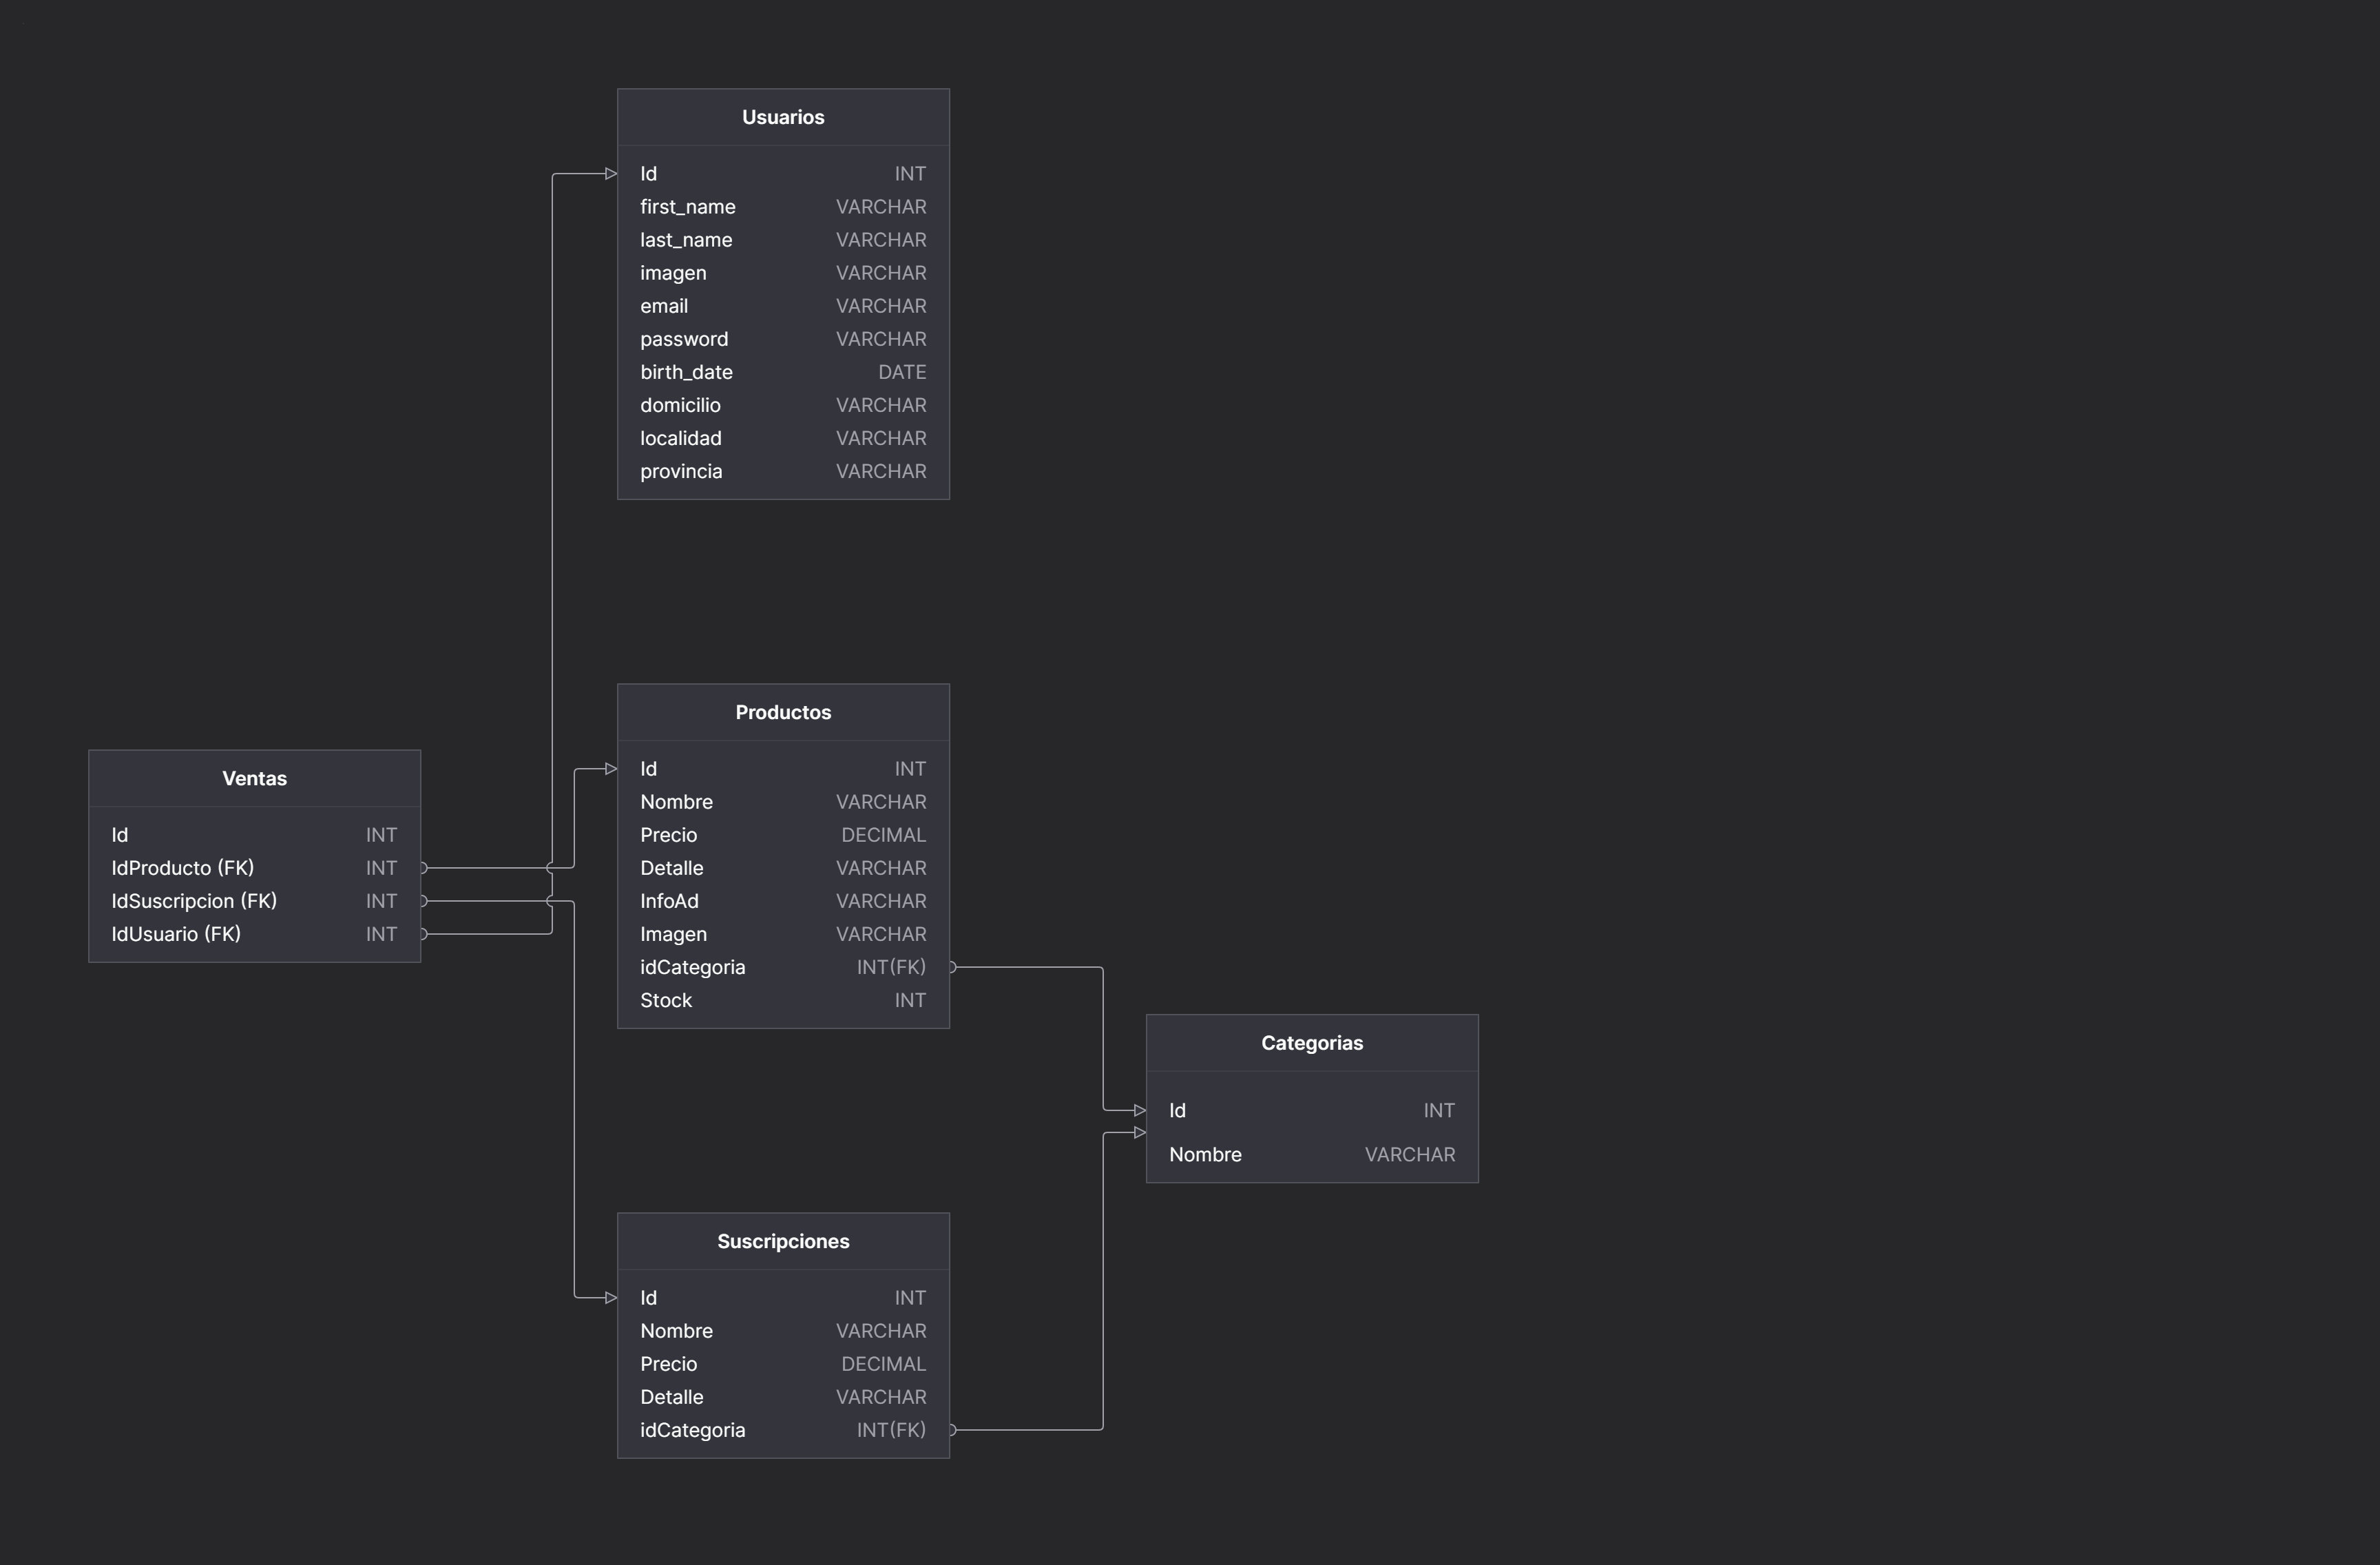 Usuarios
Id INT
first_name VARCHAR
last_name VARCHAR
imagen VARCHAR
email VARCHAR
password VARCHAR
birth_date DATE
domicilio VARCHAR
localidad VARCHAR
provincia VARCHAR
Ventas
Id INT
IdProducto (FK) INT
IdSuscripcion (FK) INT
IdUsuario (FK) INT
Productos
Id INT
Nombre VARCHAR
Precio DECIMAL
Detalle VARCHAR
InfoAd VARCHAR
Imagen VARCHAR
idCategoria INT(FK)
Stock INT
Categorias
Id INT
Nombre VARCHAR
Suscripciones
Id INT
Nombre VARCHAR
Precio DECIMAL
Detalle VARCHAR
idCategoria INT(FK)